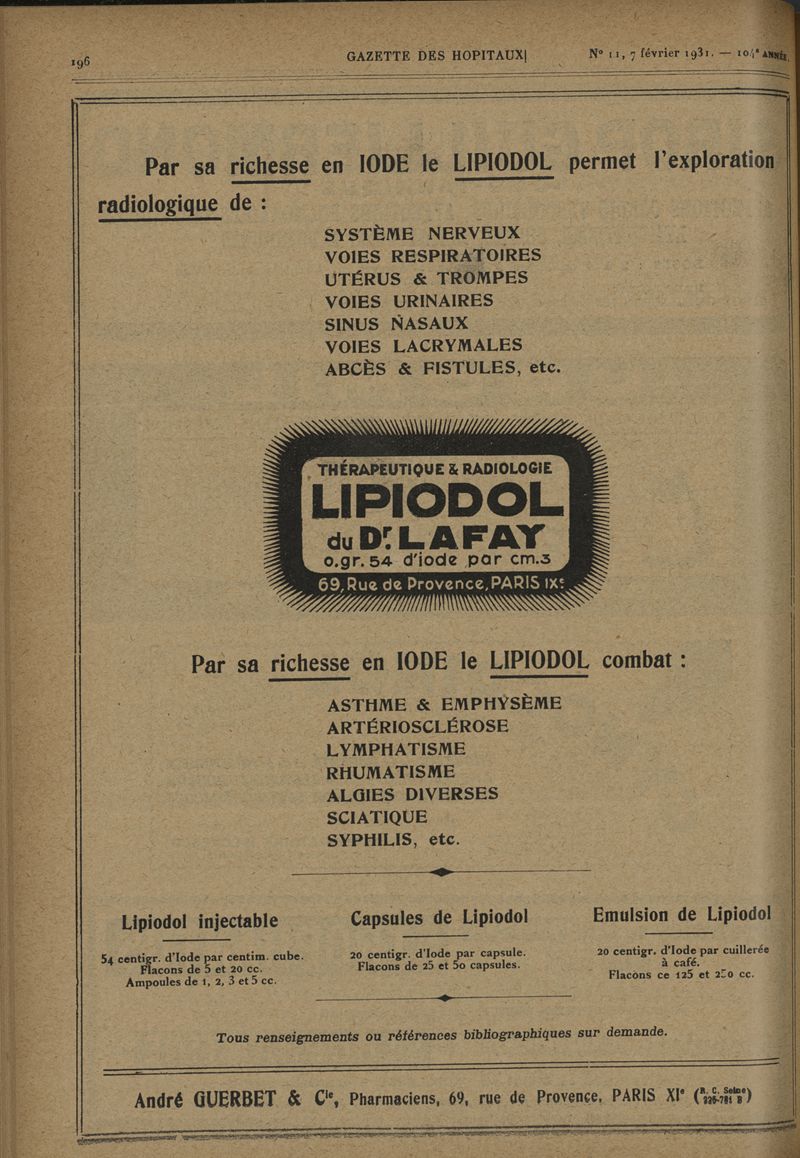 196
GAZETTE DES HOPITAUX
N° 11, 7 février 1931. — 104e ANNÉE.
Par sa richesse en IODE le LIPIODOL permet l'exploration
radiologique de :
SYSTÈME NERVEUX
VOIES RESPIRATOIRES
UTÉRUS & TROMPES
VOIES URINAIRES
SINUS NASAUX
VOIES LACRYMALES
ABCÈS & FISTULES, etc.
THÉRAPEUTIQUE & RADIOLOGIE
LIPIODOL
du Dr. LAFAY
0.gr. 54 d'iode par cm.3
69, Rue de Provence, PARIS IXe
Par sa richesse en IODE le LIPIODOL combat :
ASTHME & EMPHYSÈME
ARTÉRIOSCLÉROSE
LYMPHATISME
RHUMATISME
ALGIES DIVERSES
SCIATIQUE
SYPHILIS, etc.
Lipiodol injectable
54 centigr. d'Iode par centim. cube.
Flacons de 5 et 20 cc.
Ampoules de 1, 2, 3 et 5 cc.
Capsules de Lipiodol
20 centigr. d'Iode par capsule.
Flacons de 25 et 50 capsules.
Emulsion de Lipiodol
20 centigr. d'Iode par cuillerée
à café.
Flacons ce 125 et 250 cc.
Tous renseignements ou références bibliographiques sur demande.
André GUERBET & Cie, Pharmaciens, 69, rue de Provence, PARIS XIe (R. C. Seine